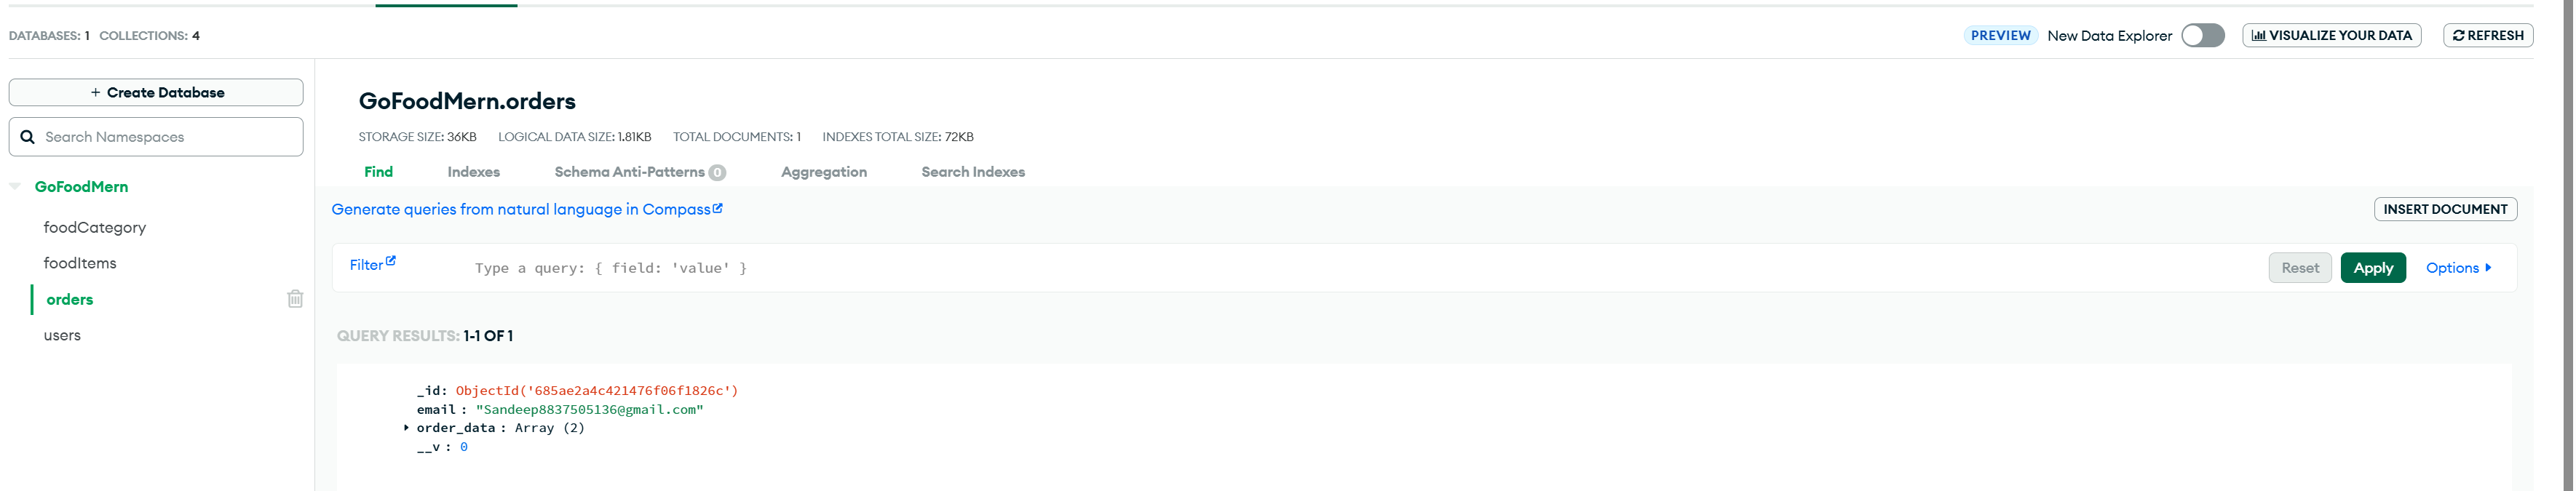 DATABASES: 1 COLLECTIONS: 4
PREVIEW New Data Explorer VISUALIZE YOUR DATA REFRESH
+ Create Database
Search Namespaces
GoFoodMern
foodCategory
foodItems
orders
users
GoFoodMern.orders
STORAGE SIZE: 36KB LOGICAL DATA SIZE: 1.81KB TOTAL DOCUMENTS: 1 INDEXES TOTAL SIZE: 72KB
Find Indexes Schema Anti-Patterns 0 Aggregation Search Indexes
Generate queries from natural language in Compass
INSERT DOCUMENT
Filter Type a query: { field: 'value' } Reset Apply Options
QUERY RESULTS: 1-1 OF 1
_id: ObjectId('685ae2a4c421476f06f1826c')
email: "Sandeep8837505136@gmail.com"
order_data: Array (2)
__v: 0